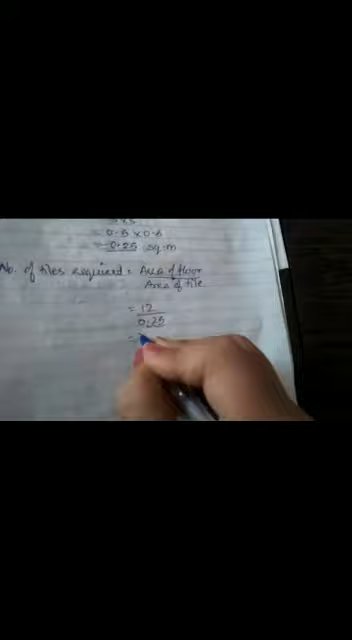 = 0.5 x 0.5
= 0.25 sq.m
No. of tiles required = Area of floor
Area of tile
= 12
0.25
=